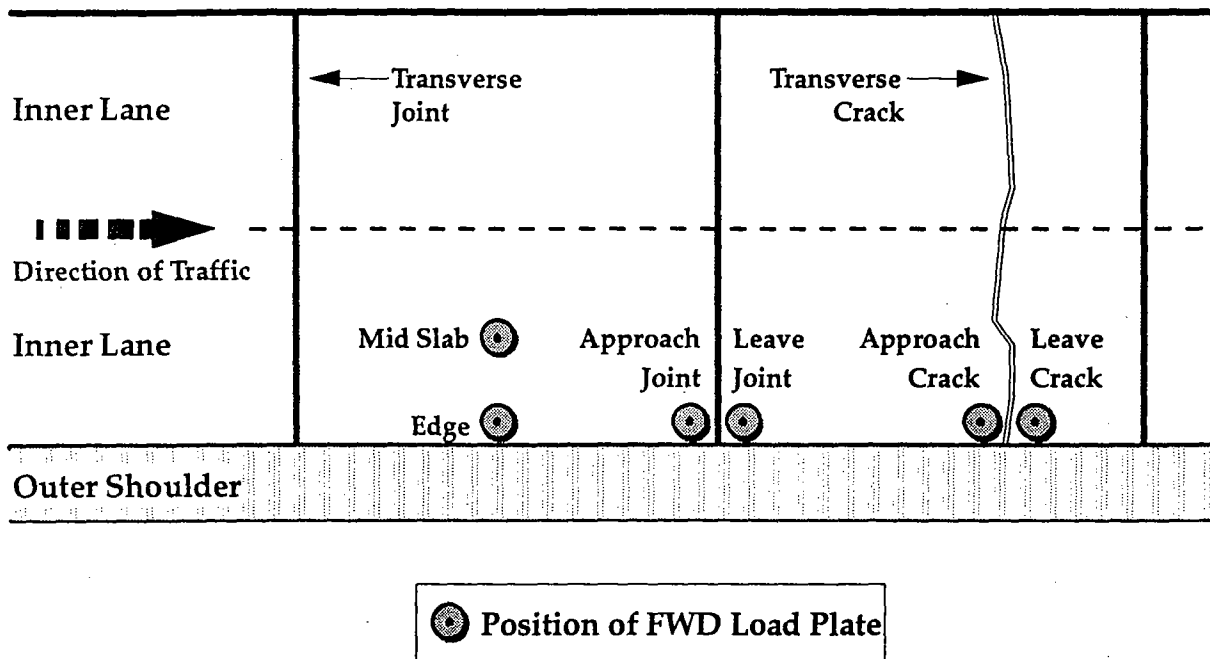 Inner Lane
Transverse
Joint
Transverse
Crack
Direction of Traffic
Inner Lane
Mid Slab
Edge
Approach
Joint
Leave
Joint
Approach
Crack
Leave
Crack
Outer Shoulder
Position of FWD Load Plate